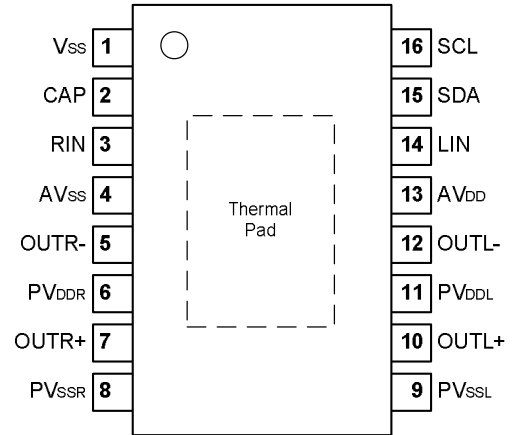 VSS 1 16 SCL
CAP 2 15 SDA
RIN 3 14 LIN
AVSS 4 13 AVDD
Thermal
Pad
OUTR- 5 12 OUTL-
PVDDR 6 11 PVDDL
OUTR+ 7 10 OUTL+
PVSSR 8 9 PVSSL